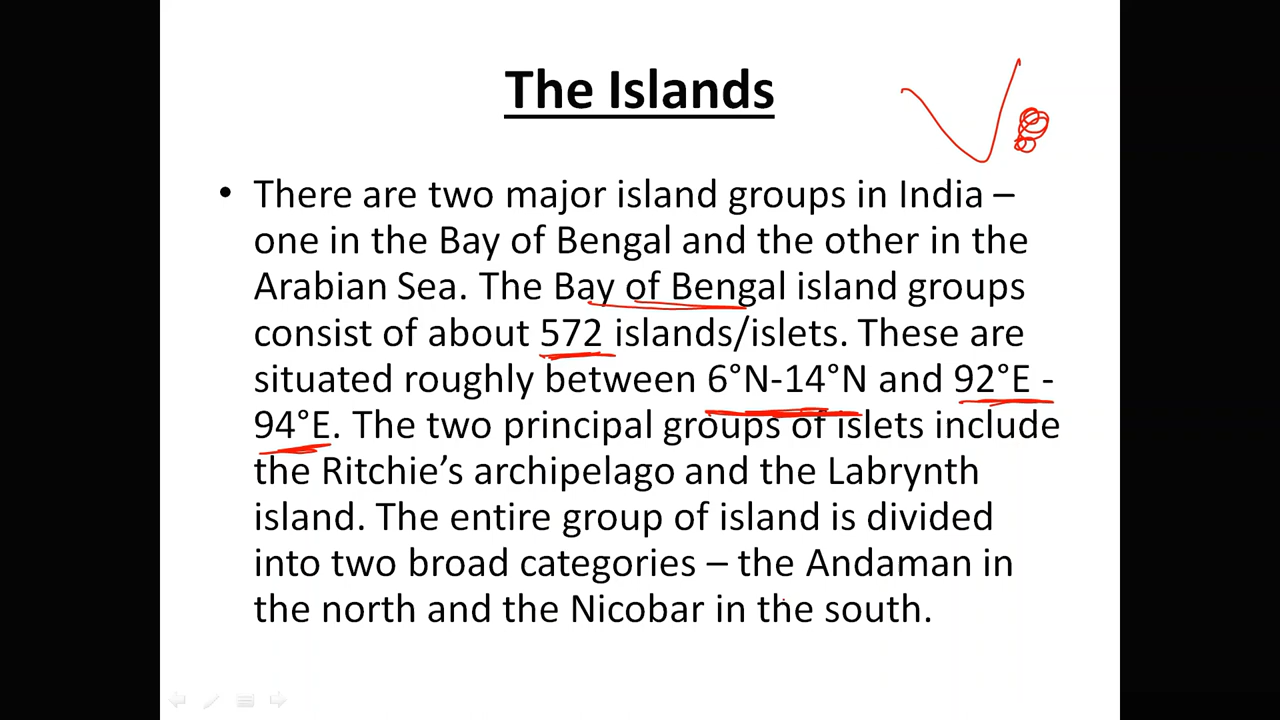 The Islands
• There are two major island groups in India –
one in the Bay of Bengal and the other in the
Arabian Sea. The Bay of Bengal island groups
consist of about 572 islands/islets. These are
situated roughly between 6°N-14°N and 92°E -
94°E. The two principal groups of islets include
the Ritchie’s archipelago and the Labrynth
island. The entire group of island is divided
into two broad categories – the Andaman in
the north and the Nicobar in the south.